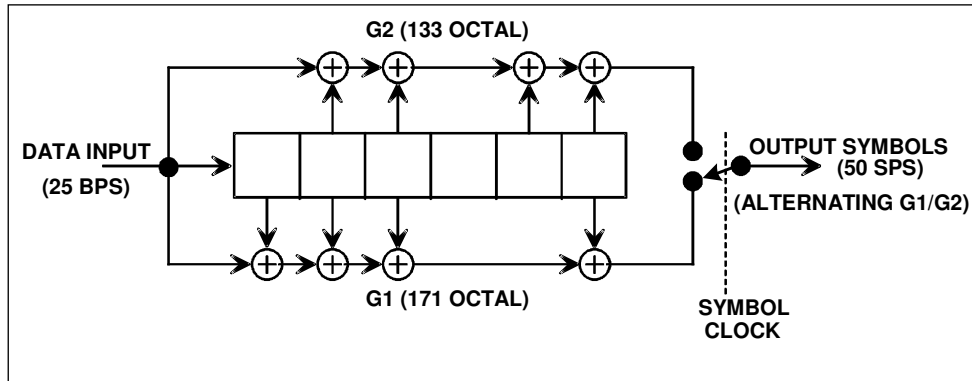 G2 (133 OCTAL)
DATA INPUT
(25 BPS)
OUTPUT SYMBOLS
(50 SPS)
(ALTERNATING G1/G2)
G1 (171 OCTAL)
SYMBOL
CLOCK